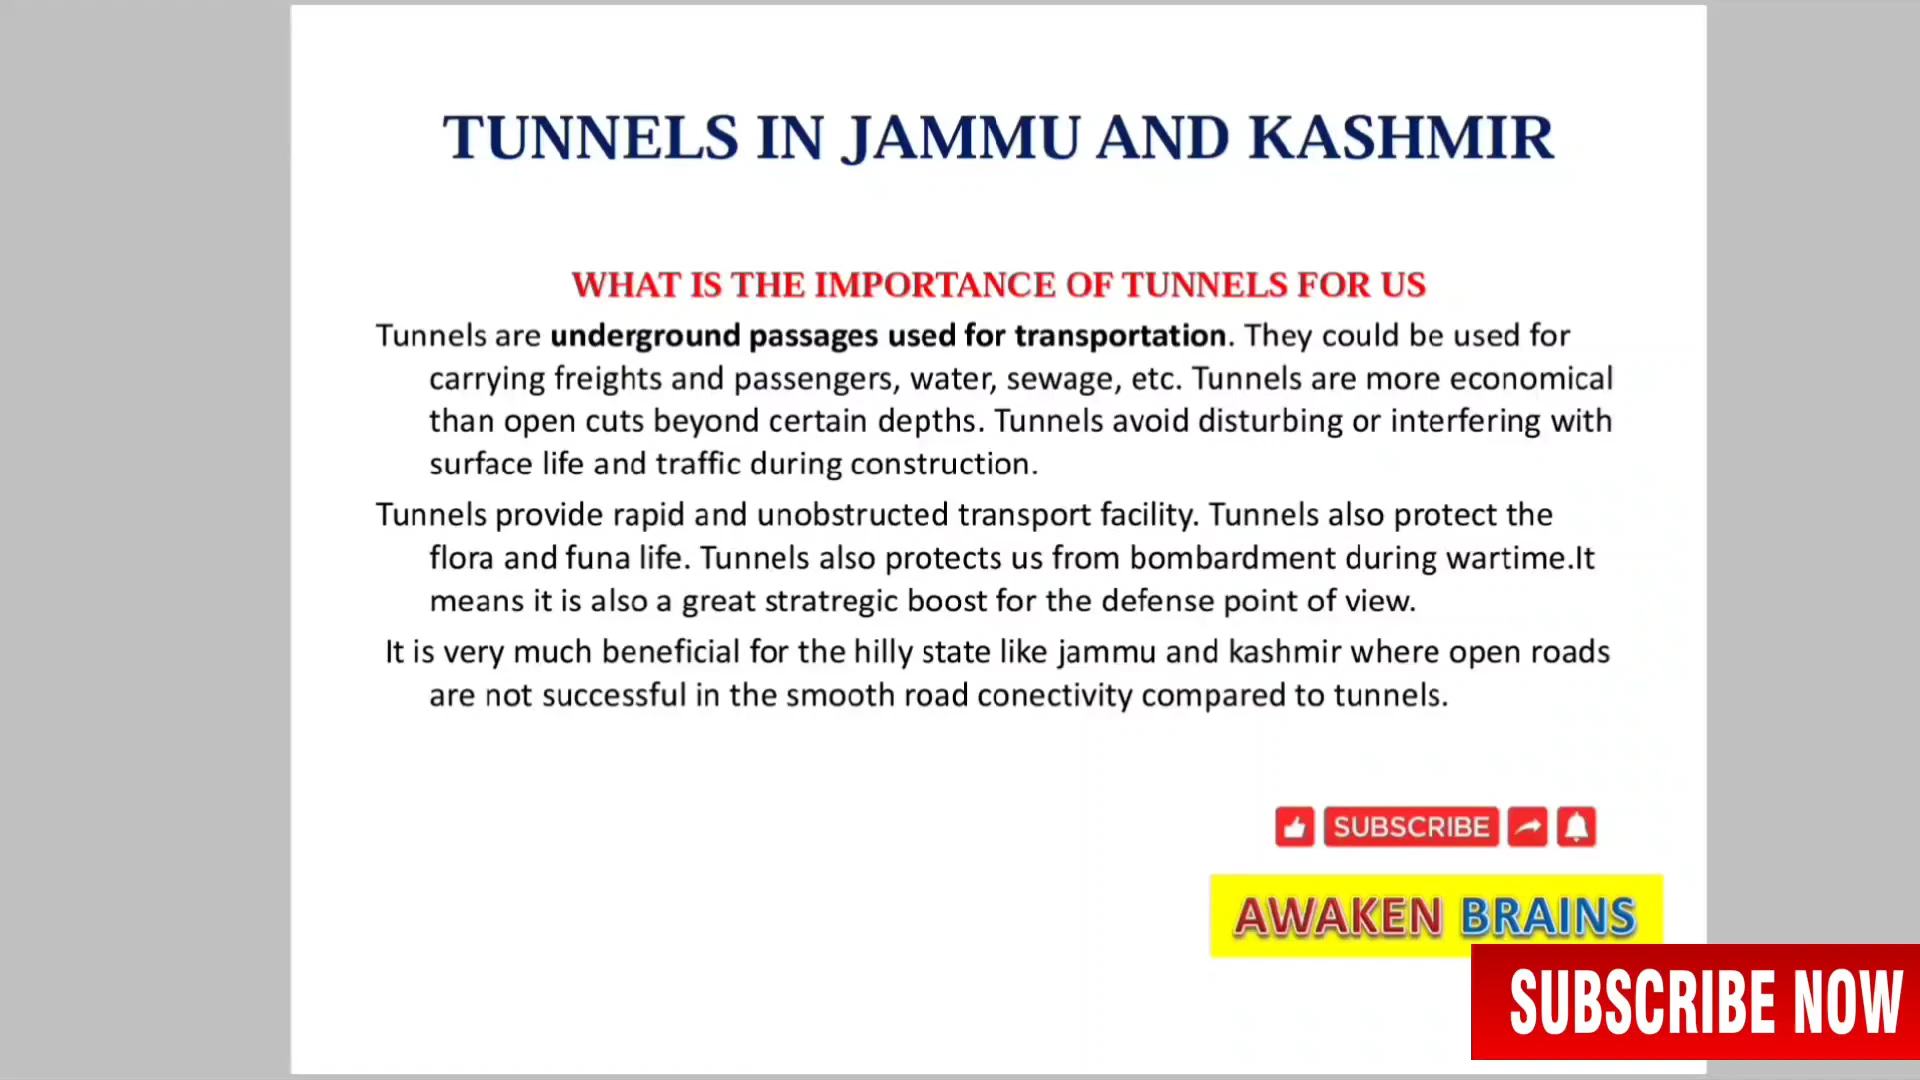 TUNNELS IN JAMMU AND KASHMIR
WHAT IS THE IMPORTANCE OF TUNNELS FOR US
Tunnels are underground passages used for transportation. They could be used for
carrying freights and passengers, water, sewage, etc. Tunnels are more economical
than open cuts beyond certain depths. Tunnels avoid disturbing or interfering with
surface life and traffic during construction.
Tunnels provide rapid and unobstructed transport facility. Tunnels also protect the
flora and funa life. Tunnels also protects us from bombardment during wartime.It
means it is also a great stratregic boost for the defense point of view.
It is very much beneficial for the hilly state like jammu and kashmir where open roads
are not successful in the smooth road conectivity compared to tunnels.
SUBSCRIBE
AWAKEN BRAINS
SUBSCRIBE NOW